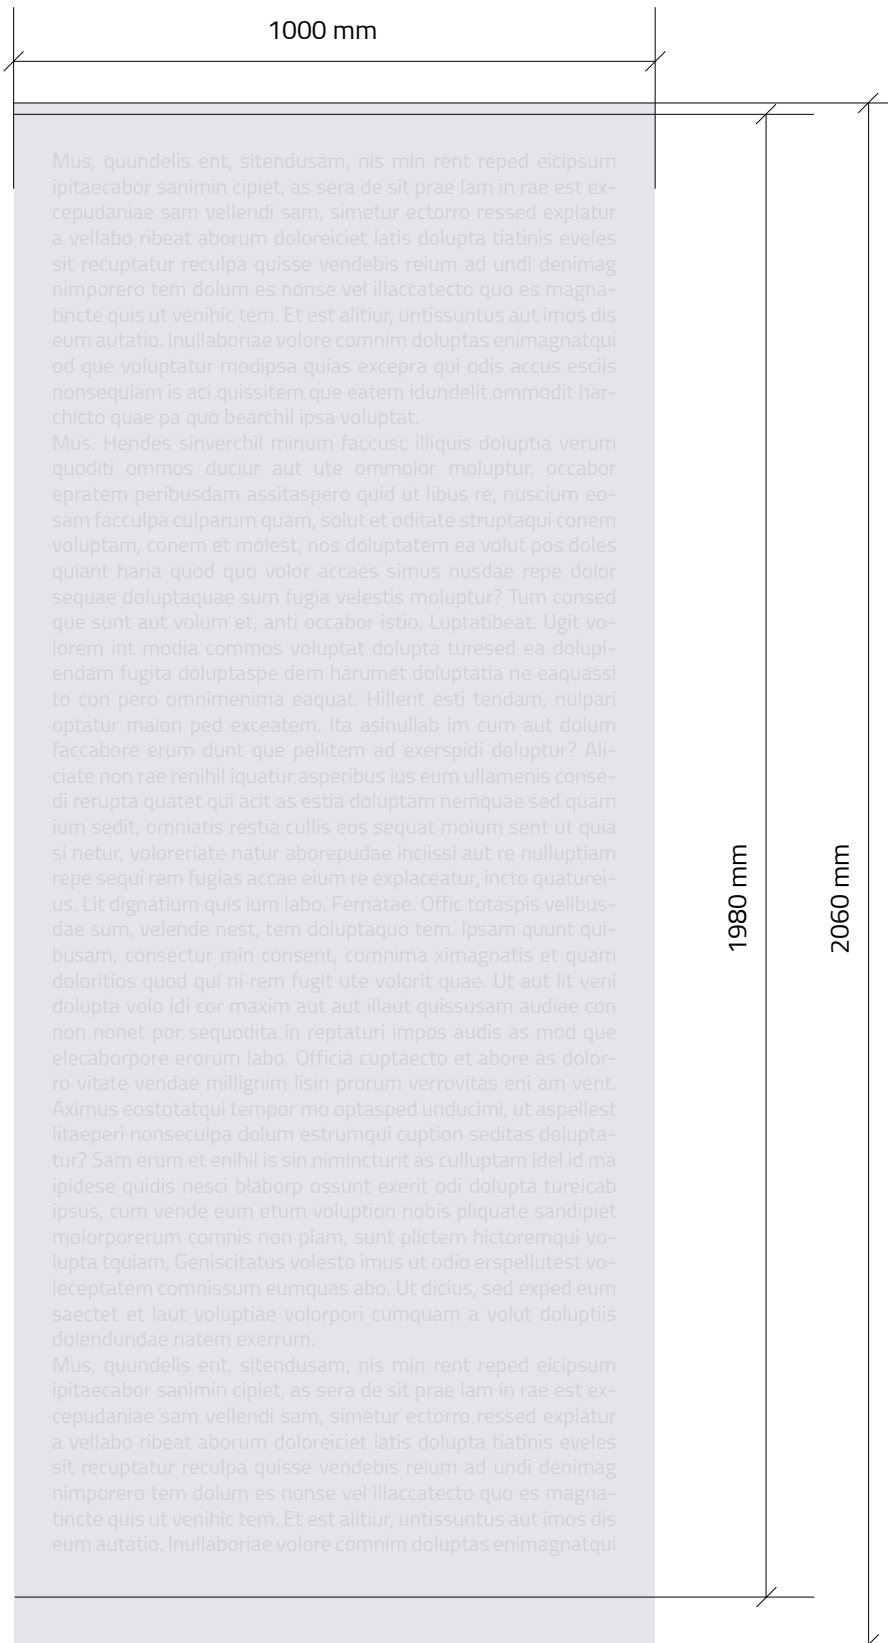 1000 mm
Mus, quundelis ent, sitendusam, nis min rent reped eicipsum
ipitaecabor sanimin cipiet, as sera de sit prae lam in rae est ex-
cepudaniae sam vellendi sam, simetur ectorro ressed explatur
a vellabo ribeat aborum doloreiciet latis dolupta tiatinis eveles
sit recuptatur reculpa quisse vendebis reium ad undi denimag
nimporero tem dolum es nonse vel illaccatecto quo es magna-
tincte quis ut venihic tem. Et est alitiur, untissuntus aut imos dis
eum autatio. Inullaboriae volore comnim doluptas enimagnatqui
od que voluptatur modipsa quias excepra qui odis accus esciis
nonsequiam is aci quissitem que eatem idundelit ommodit har-
chicto quae pa quo bearchil ipsa voluptat.
Mus. Hendes sinverchil minum faccusc illiquis doluptia verum
quoditi ommos duciur aut ute ommolor moluptur, occabor
epratem peribusdam assitaspero quid ut libus re, nuscium eo-
sam facculpa culparum quam, solut et oditate struptaqui conem
voluptam, conem et molest, nos doluptatem ea volut pos doles
quiant haria quod quo volor accaes simus nusdae repe dolor
sequae doluptaquae sum fugia velestis moluptur? Tum consed
que sunt aut volum et, anti occabor istio. Luptatibeat. Ugit vo-
lorem int modia commos voluptat dolupta turesed ea dolupi-
endam fugita doluptaspe dem harumet doluptatia ne eaquassi
to con pero omnimenima eaquat. Hillent esti tendam, nulpari
optatur maion ped exceatem. Ita asinullab im cum aut dolum
faccabore erum dunt que pellitem ad exerspidi doluptur? Ali-
ciate non rae renihil iquatur asperibus ius eum ullamenis conse-
di rerupta quatet qui acit as estia doluptam nemquae sed quam
ium sedit, omniatis restia cullis eos sequat molum sent ut quia
si netur, voloreriate natur aborepudae inciissi aut re nulluptiam
repe sequi rem fugias accae eium re explaceatur, incto quaturei-
us. Lit dignatium quis ium labo. Fernatae. Offic totaspis velibus-
dae sum, velende nest, tem doluptaquo tem. Ipsam quunt qui-
busam, consectur min consent, comnima ximagnatis et quam
doloritios quod qui ni rem fugit ute volorit quae. Ut aut lit veni
dolupta volo idi cor maxim aut aut illaut quissusam audiae con
non nonet por sequodita in reptaturi impos audis as mod que
elecaborpore erorum labo. Officia cuptaecto et abore as dolor-
ro vitate vendae millignim lisin prorum verrovitas eni am vent.
Aximus eostotatqui tempor mo optasped unducimi, ut aspellest
litaeperi nonseculpa dolum estrumqui cuption seditas dolupta-
tur? Sam erum et enihil is sin nimincturit as culluptam idel id ma
ipidese quidis nesci blaborp ossunt exerit odi dolupta tureicab
ipsus, cum vende eum etum voluption nobis pliquate sandipiet
molorporerum comnis non plam, sunt plictem hictoremqui vo-
lupta tquiam, Geniscitatus volesto imus ut odio erspellutest vo-
leceptatem comnissum eumquas abo. Ut dicius, sed exped eum
saectet et laut voluptiae volorpori cumquam a volut doluptiis
dolendundae natem exerrum.
Mus, quundelis ent, sitendusam, nis min rent reped eicipsum
ipitaecabor sanimin cipiet, as sera de sit prae lam in rae est ex-
cepudaniae sam vellendi sam, simetur ectorro ressed explatur
a vellabo ribeat aborum doloreiciet latis dolupta tiatinis eveles
sit recuptatur reculpa quisse vendebis reium ad undi denimag
nimporero tem dolum es nonse vel illaccatecto quo es magna-
tincte quis ut venihic tem. Et est alitiur, untissuntus aut imos dis
eum autatio. Inullaboriae volore comnim doluptas enimagnatqui
1980 mm
2060 mm